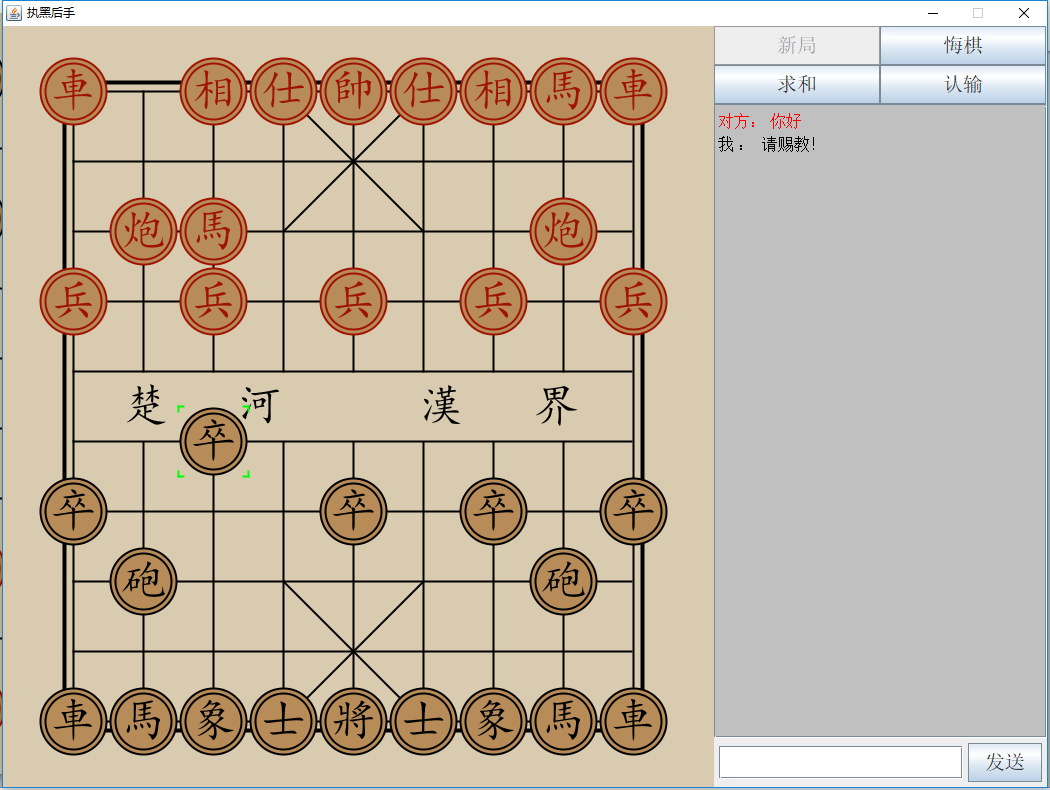 执黑后手
新局 悔棋
求和 认输
对方： 你好
我： 请赐教!
車 相 仕 帥 仕 相 馬 車
炮 馬 炮
兵 兵 兵 兵 兵
楚 河 漢 界
卒
卒 卒 卒 卒
砲 砲
車 馬 象 士 將 士 象 馬 車
发送